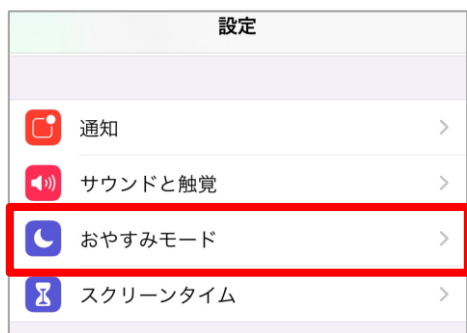 設定
通知
サウンドと触覚
おやすみモード
スクリーンタイム